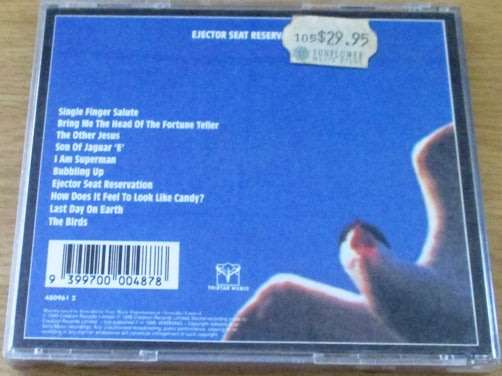 EJECTOR SEAT RESERVA
105 $29.95
SUNFLOWER
Single Finger Salute
Bring Me The Head Of The Fortune Teller
The Other Jesus
Son Of Jaguar 'E'
I Am Superman
Bubbling Up
Ejector Seat Reservation
How Does It Feel To Look Like Candy?
Last Day On Earth
The Birds
9 399700 004878
TRISTAR MUSIC
480961 2